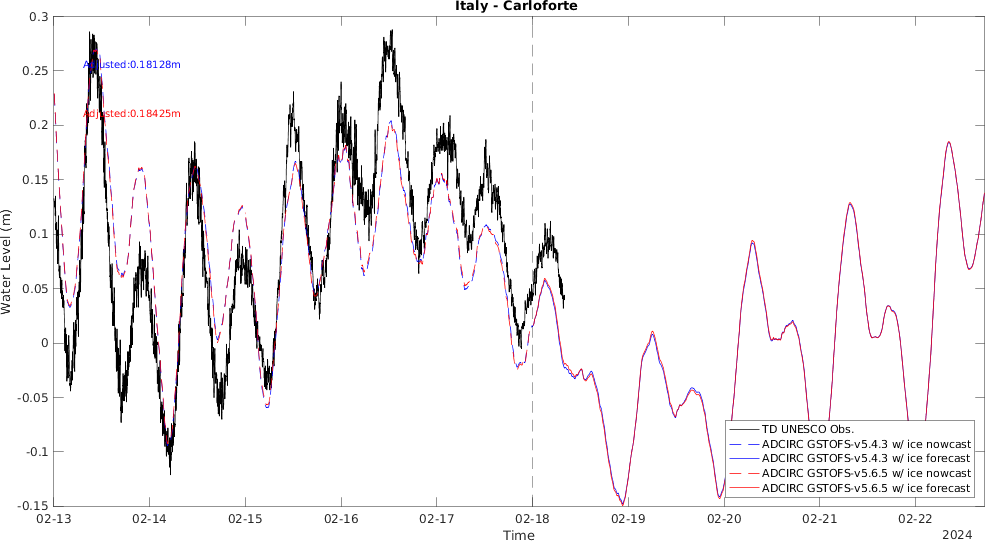 Italy - Carloforte
Water Level (m)
0.3
0.25
0.2
0.15
0.1
0.05
0
-0.05
-0.1
-0.15
Adjusted:0.18128m
Adjusted:0.18425m
TD UNESCO Obs.
ADCIRC GSTOFS-v5.4.3 w/ ice nowcast
ADCIRC GSTOFS-v5.4.3 w/ ice forecast
ADCIRC GSTOFS-v5.6.5 w/ ice nowcast
ADCIRC GSTOFS-v5.6.5 w/ ice forecast
02-13 02-14 02-15 02-16 02-17 02-18 02-19 02-20 02-21 02-22
Time
2024